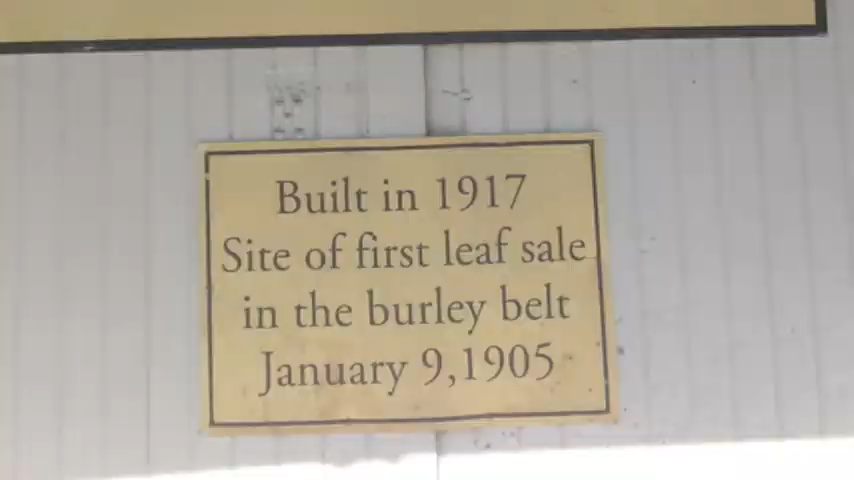 Built in 1917
Site of first leaf sale
in the burley belt
January 9,1905